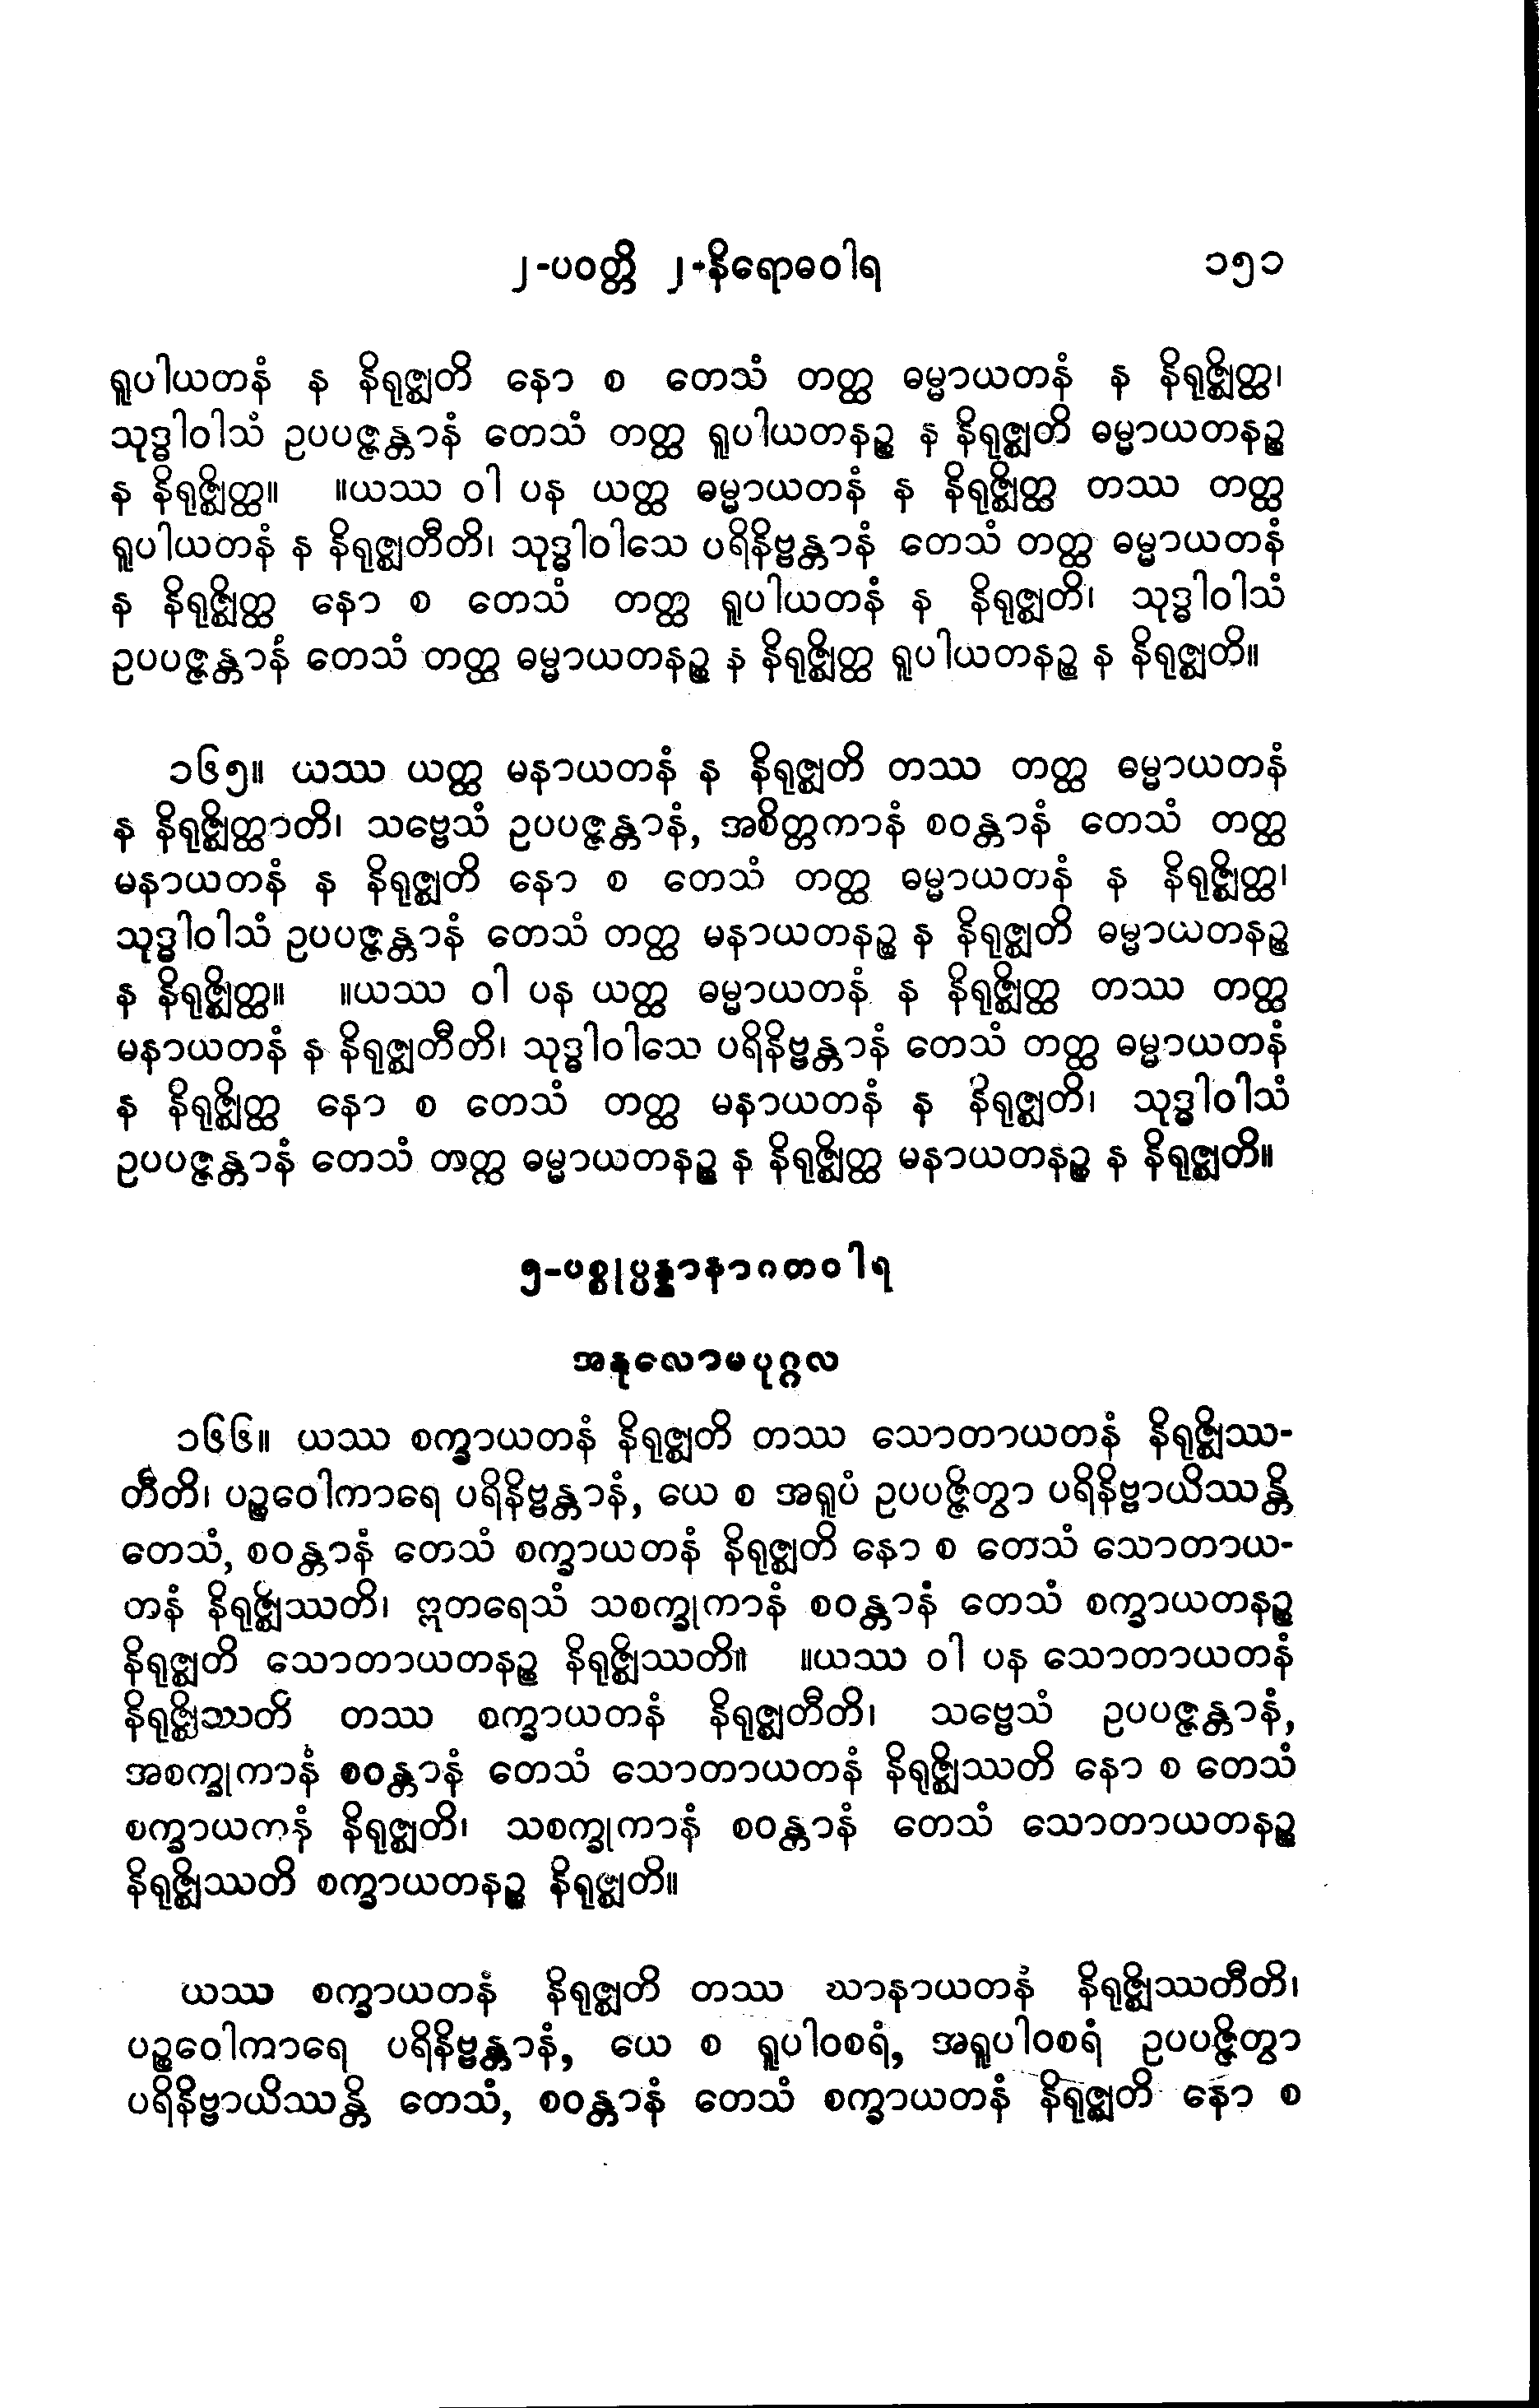 ၂-ပဝတ္တိ ၂-နိရောဓဝါရ ၁၅၁
ရူပါယတနံ န နိရုဇ္ဈတိ နော စ တေသံ တတ္ထ ဓမ္မာယတနံ န နိရုဇ္ဈိတ္ထ၊
သုဒ္ဓါဝါသံ ဥပပဇ္ဇန္တာနံ တေသံ တတ္ထ ရူပါယတနဉ္စ န နိရုဇ္ဈတိ ဓမ္မာယတနဉ္စ
န နိရုဇ္ဈိတ္ထ။ ။ယဿ ဝါ ပန ယတ္ထ ဓမ္မာယတနံ န နိရုဇ္ဈိတ္ထ တဿ တတ္ထ
ရူပါယတနံ န နိရုဇ္ဈတီတိ၊ သုဒ္ဓါဝါသေ ပရိနိဗ္ဗန္တာနံ တေသံ တတ္ထ ဓမ္မာယတနံ
န နိရုဇ္ဈိတ္ထ နော စ တေသံ တတ္ထ ရူပါယတနံ န နိရုဇ္ဈတိ၊ သုဒ္ဓါဝါသံ
ဥပပဇ္ဇန္တာနံ တေသံ တတ္ထ ဓမ္မာယတနဉ္စ န နိရုဇ္ဈိတ္ထ ရူပါယတနဉ္စ န နိရုဇ္ဈတိ။
၁၆၅။ ယဿ ယတ္ထ မနာယတနံ န နိရုဇ္ဈတိ တဿ တတ္ထ ဓမ္မာယတနံ
န နိရုဇ္ဈိတ္ထာတိ၊ သဗ္ဗေသံ ဥပပဇ္ဇန္တာနံ, အစိတ္တကာနံ စဝန္တာနံ တေသံ တတ္ထ
မနာယတနံ န နိရုဇ္ဈတိ နော စ တေသံ တတ္ထ ဓမ္မာယတနံ န နိရုဇ္ဈိတ္ထ၊
သုဒ္ဓါဝါသံ ဥပပဇ္ဇန္တာနံ တေသံ တတ္ထ မနာယတနဉ္စ န နိရုဇ္ဈတိ ဓမ္မာယတနဉ္စ
န နိရုဇ္ဈိတ္ထ။ ။ယဿ ဝါ ပန ယတ္ထ ဓမ္မာယတနံ န နိရုဇ္ဈိတ္ထ တဿ တတ္ထ
မနာယတနံ န နိရုဇ္ဈတီတိ၊ သုဒ္ဓါဝါသေ ပရိနိဗ္ဗန္တာနံ တေသံ တတ္ထ ဓမ္မာယတနံ
န နိရုဇ္ဈိတ္ထ နော စ တေသံ တတ္ထ မနာယတနံ န နိရုဇ္ဈတိ၊ သုဒ္ဓါဝါသံ
ဥပပဇ္ဇန္တာနံ တေသံ တတ္ထ ဓမ္မာယတနဉ္စ န နိရုဇ္ဈိတ္ထ မနာယတနဉ္စ န နိရုဇ္ဈတိ။
၅-ပစ္စုပ္ပန္နာနာဂတဝါရ
အနုလောမပုဂ္ဂလ
၁၆၆။ ယဿ စက္ခာယတနံ နိရုဇ္ဈတိ တဿ သောတာယတနံ နိရုဇ္ဈိဿ-
တီတိ၊ ပဉ္စဝေါကာရေ ပရိနိဗ္ဗန္တာနံ, ယေ စ အရူပံ ဥပပဇ္ဇိတွာ ပရိနိဗ္ဗာယိဿန္တိ
တေသံ, စဝန္တာနံ တေသံ စက္ခာယတနံ နိရုဇ္ဈတိ နော စ တေသံ သောတာယ-
တနံ နိရုဇ္ဈိဿတိ၊ ဣတရေသံ သစက္ခုကာနံ စဝန္တာနံ တေသံ စက္ခာယတနဉ္စ
နိရုဇ္ဈတိ သောတာယတနဉ္စ နိရုဇ္ဈိဿတိ။ ။ယဿ ဝါ ပန သောတာယတနံ
နိရုဇ္ဈိဿတိ တဿ စက္ခာယတနံ နိရုဇ္ဈတီတိ၊ သဗ္ဗေသံ ဥပပဇ္ဇန္တာနံ,
အစက္ခုကာနံ စဝန္တာနံ တေသံ သောတာယတနံ နိရုဇ္ဈိဿတိ နော စ တေသံ
စက္ခာယကနံ နိရုဇ္ဈတိ၊ သစက္ခုကာနံ စဝန္တာနံ တေသံ သောတာယတနဉ္စ
နိရုဇ္ဈိဿတိ စက္ခာယတနဉ္စ နိရုဇ္ဈတိ။
ယဿ စက္ခာယတနံ နိရုဇ္ဈတိ တဿ ဃာနာယတနံ နိရုဇ္ဈိဿတီတိ၊
ပဉ္စဝေါကာရေ ပရိနိဗ္ဗန္တာနံ, ယေ စ ရူပါဝစရံ, အရူပါဝစရံ ဥပပဇ္ဇိတွာ
ပရိနိဗ္ဗာယိဿန္တိ တေသံ, စဝန္တာနံ တေသံ စက္ခာယတနံ နိရုဇ္ဈတိ နော စ